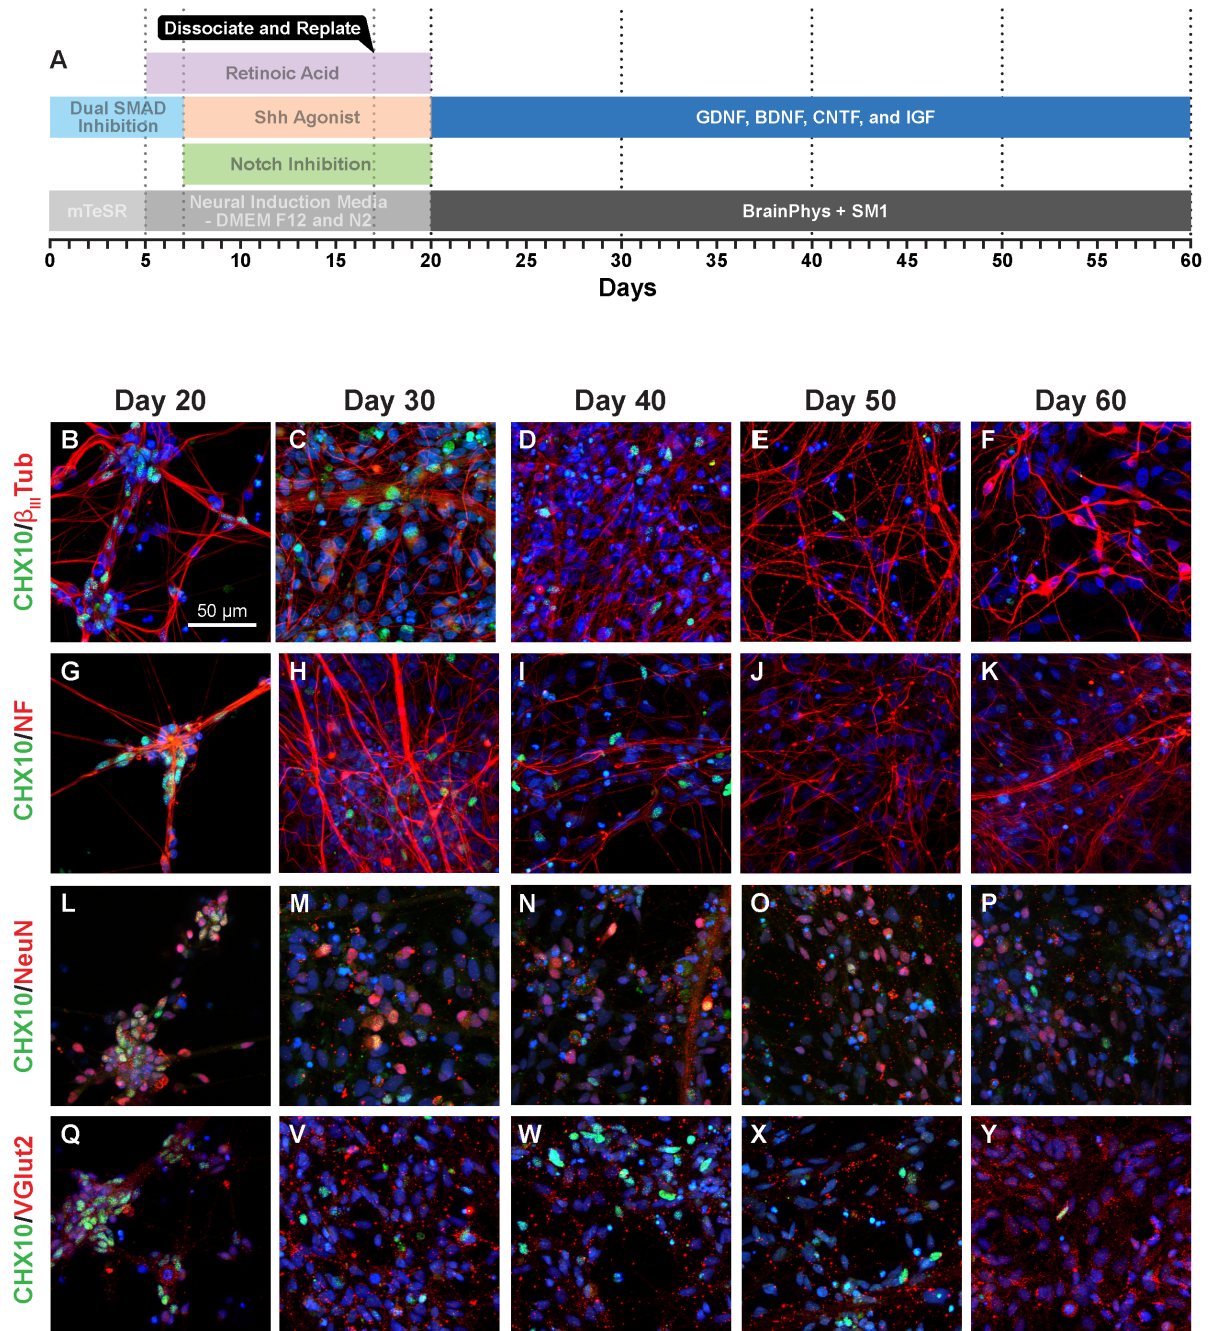 Dissociate and Replate
A
Retinoic Acid
Dual SMAD
Inhibition
Shh Agonist
GDNF, BDNF, CNTF, and IGF
Notch Inhibition
mTeSR
Neural Induction Media
- DMEM F12 and N2
BrainPhys + SM1
0 5 10 15 20 25 30 35 40 45 50 55 60
Days
Day 20 Day 30 Day 40 Day 50 Day 60
CHX10/βIIITub
B C D E F
50 µm
CHX10/NF
G H I J K
CHX10/NeuN
L M N O P
CHX10/VGlut2
Q V W X Y